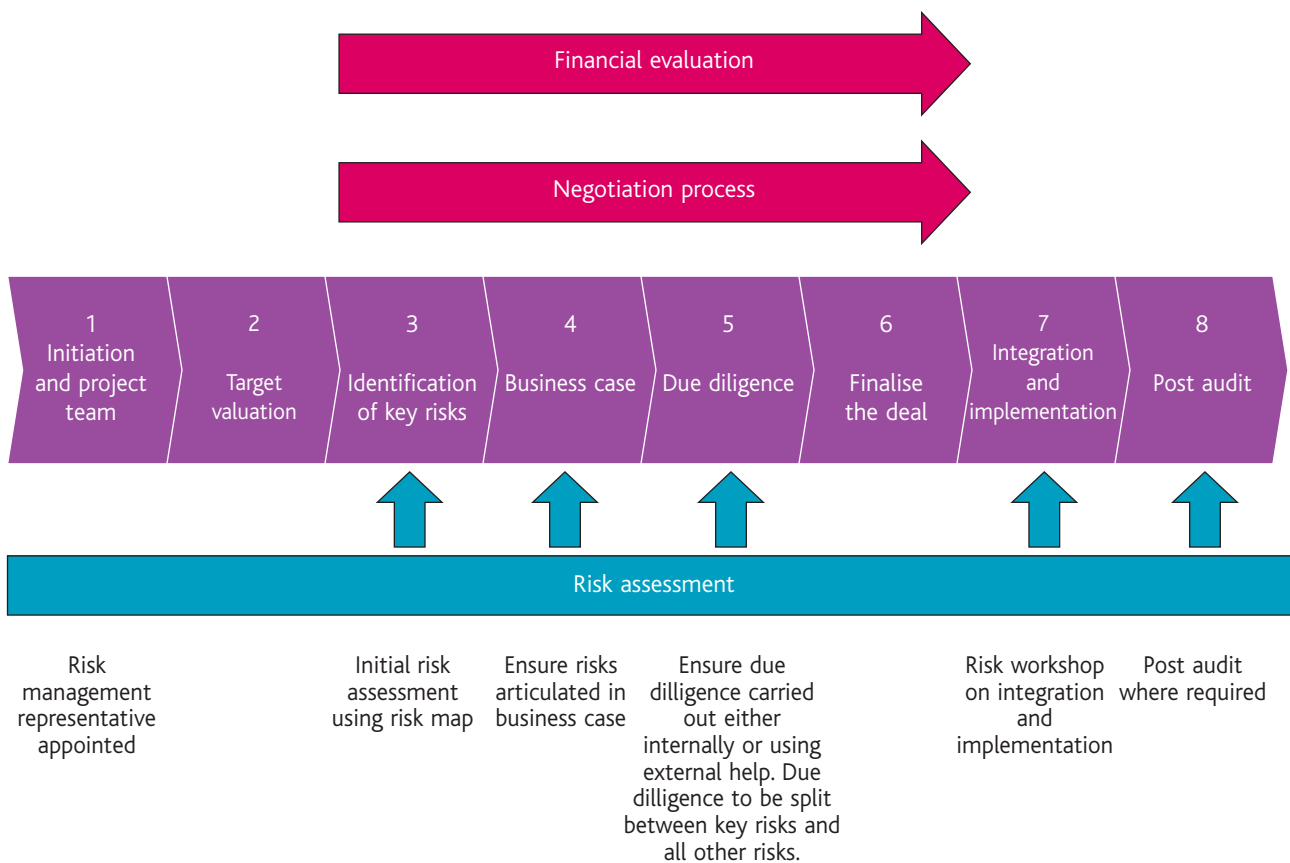 Financial evaluation
Negotiation process
1
Initiation
and project
team
2
Target
valuation
3
Identification
of key risks
4
Business case
5
Due diligence
6
Finalise
the deal
7
Integration
and
implementation
8
Post audit
Risk assessment
Risk
management
representative
appointed
Initial risk
assessment
using risk map
Ensure risks
articulated in
business case
Ensure due
dilligence carried
out either
internally or using
external help. Due
dilligence to be split
between key risks and
all other risks.
Risk workshop
on integration
and
implementation
Post audit
where required